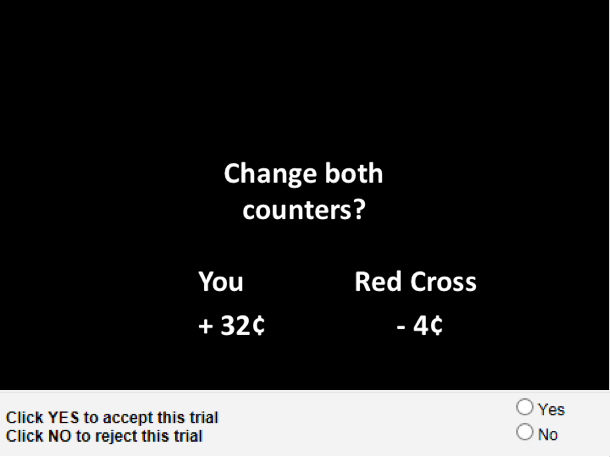 Change both
counters?
You Red Cross
+ 32¢ - 4¢
Click YES to accept this trial
Click NO to reject this trial
Yes
No